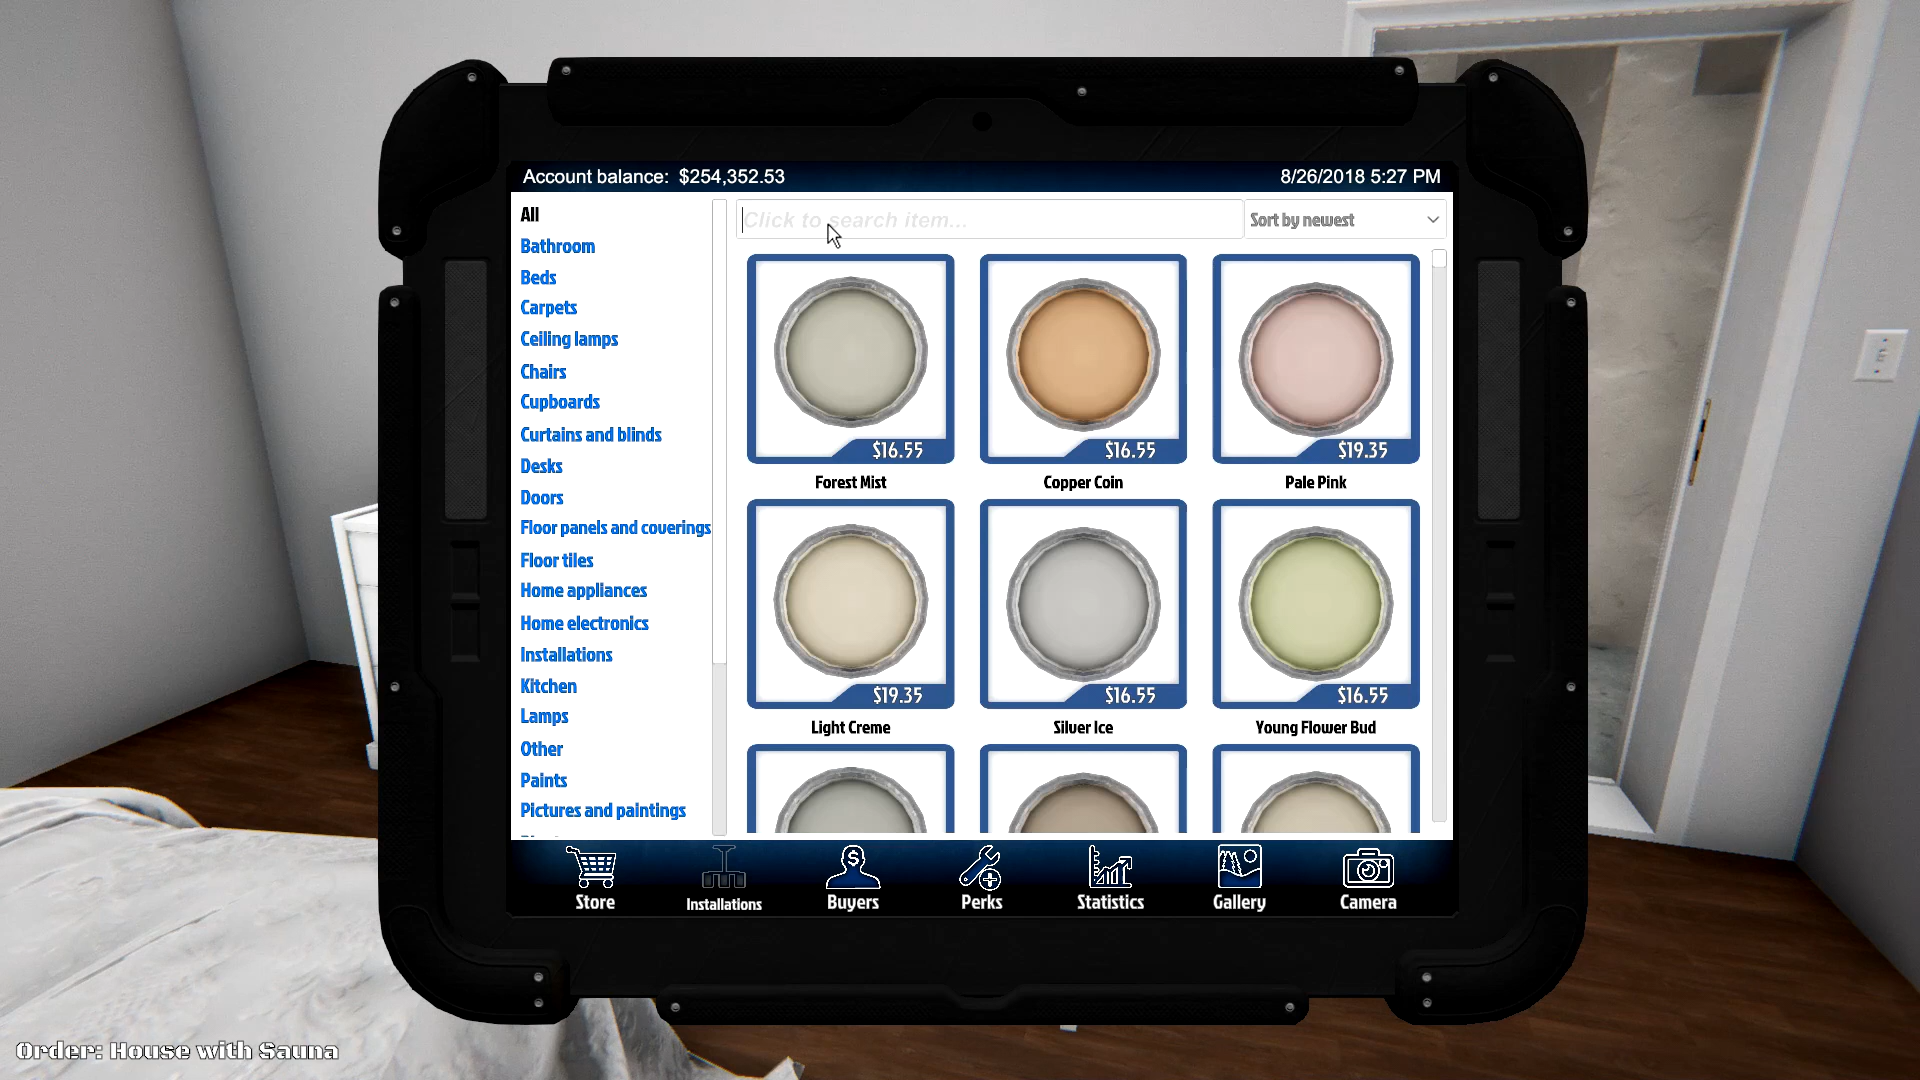 Account balance: $254,352.53
8/26/2018 5:27 PM
All
Bathroom
Beds
Carpets
Ceiling lamps
Chairs
Cupboards
Curtains and blinds
Desks
Doors
Floor panels and coverings
Floor tiles
Home appliances
Home electronics
Installations
Kitchen
Lamps
Other
Paints
Pictures and paintings
Click to search item...
Sort by newest
$16.55
$16.55
$19.35
Forest Mist
Copper Coin
Pale Pink
$19.35
$16.55
$16.55
Light Creme
Silver Ice
Young Flower Bud
Store
Installations
Buyers
Perks
Statistics
Gallery
Camera
Order: House with Sauna